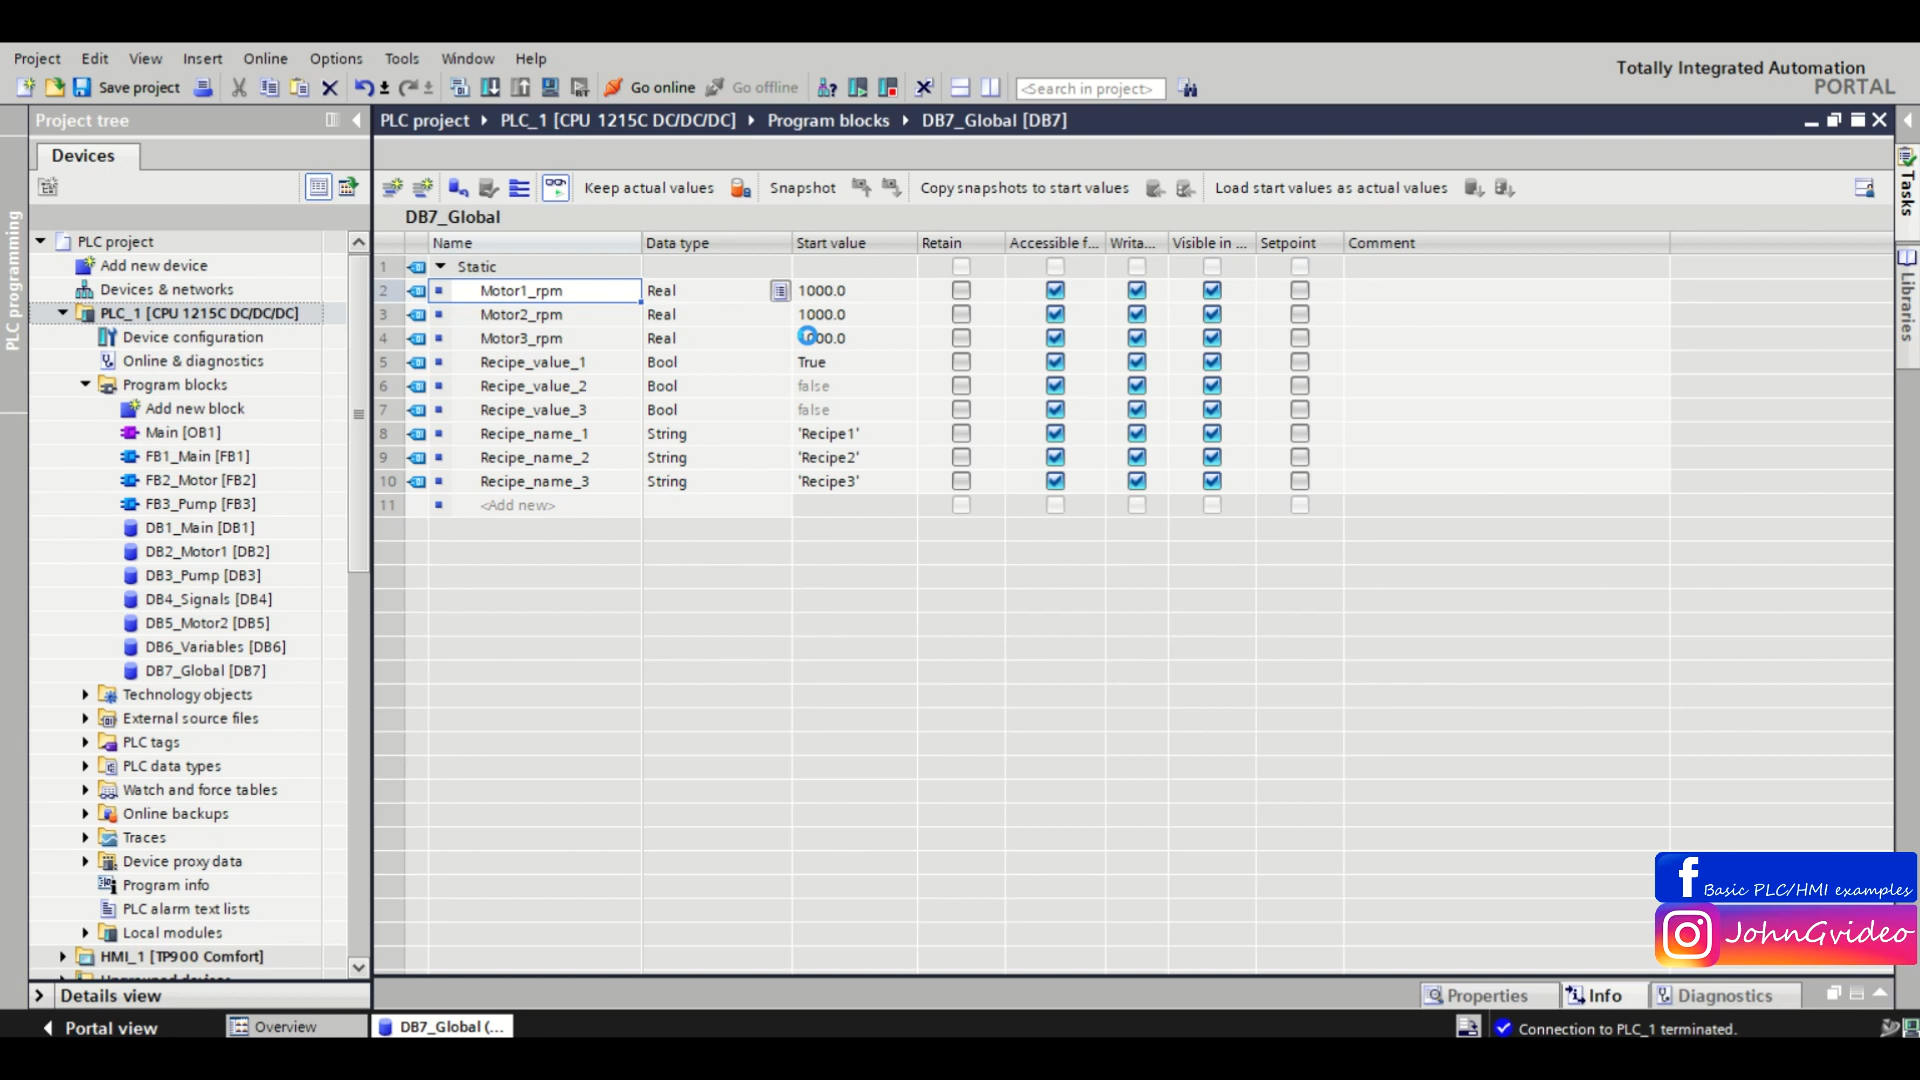 Project Edit View Insert Online Options Tools Window Help
Totally Integrated Automation
PORTAL
Save project Go online Go offline <Search in project>
Project tree
PLC project PLC_1 [CPU 1215C DC/DC/DC] Program blocks DB7_Global [DB7]
Devices
Keep actual values Snapshot Copy snapshots to start values Load start values as actual values
DB7_Global
Name Data type Start value Retain Accessible f... Writa... Visible in ... Setpoint Comment
1 Static
2 Motor1_rpm Real 1000.0
3 Motor2_rpm Real 1000.0
4 Motor3_rpm Real
5 Recipe_value_1 Bool True
6 Recipe_value_2 Bool false
7 Recipe_value_3 Bool false
8 Recipe_name_1 String 'Recipe1'
9 Recipe_name_2 String 'Recipe2'
10 Recipe_name_3 String 'Recipe3'
11 <Add new>
PLC project
Add new device
Devices & networks
PLC_1 [CPU 1215C DC/DC/DC]
Device configuration
Online & diagnostics
Program blocks
Add new block
Main [OB1]
FB1_Main [FB1]
FB2_Motor [FB2]
FB3_Pump [FB3]
DB1_Main [DB1]
DB2_Motor1 [DB2]
DB3_Pump [DB3]
DB4_Signals [DB4]
DB5_Motor2 [DB5]
DB6_Variables [DB6]
DB7_Global [DB7]
Technology objects
External source files
PLC tags
PLC data types
Watch and force tables
Online backups
Traces
Device proxy data
Program info
PLC alarm text lists
Local modules
HMI_1 [TP900 Comfort]
Details view
PLC programming
Tasks
Libraries
Basic PLC/HMI examples
JohnGvideo
Properties Info Diagnostics
Portal view Overview DB7_Global (...
Connection to PLC_1 terminated.